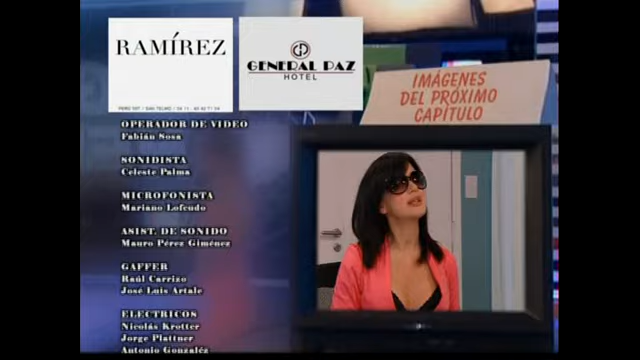 RAMÍREZ
GENERAL PAZ
HOTEL
IMÁGENES
DEL PRÓXIMO
CAPÍTULO
OPERADOR DE VIDEO
Fabián Sosa
SONIDISTA
Celeste Palma
MICROFONISTA
Mariano Lofeudo
ASIST. DE SONIDO
Mauro Pérez Giménez
GAFFER
Raúl Carrizo
José Luis Artale
ELECTRICOS
Nicolás Krotter
Jorge Plattner
Antonio Gonzaléz